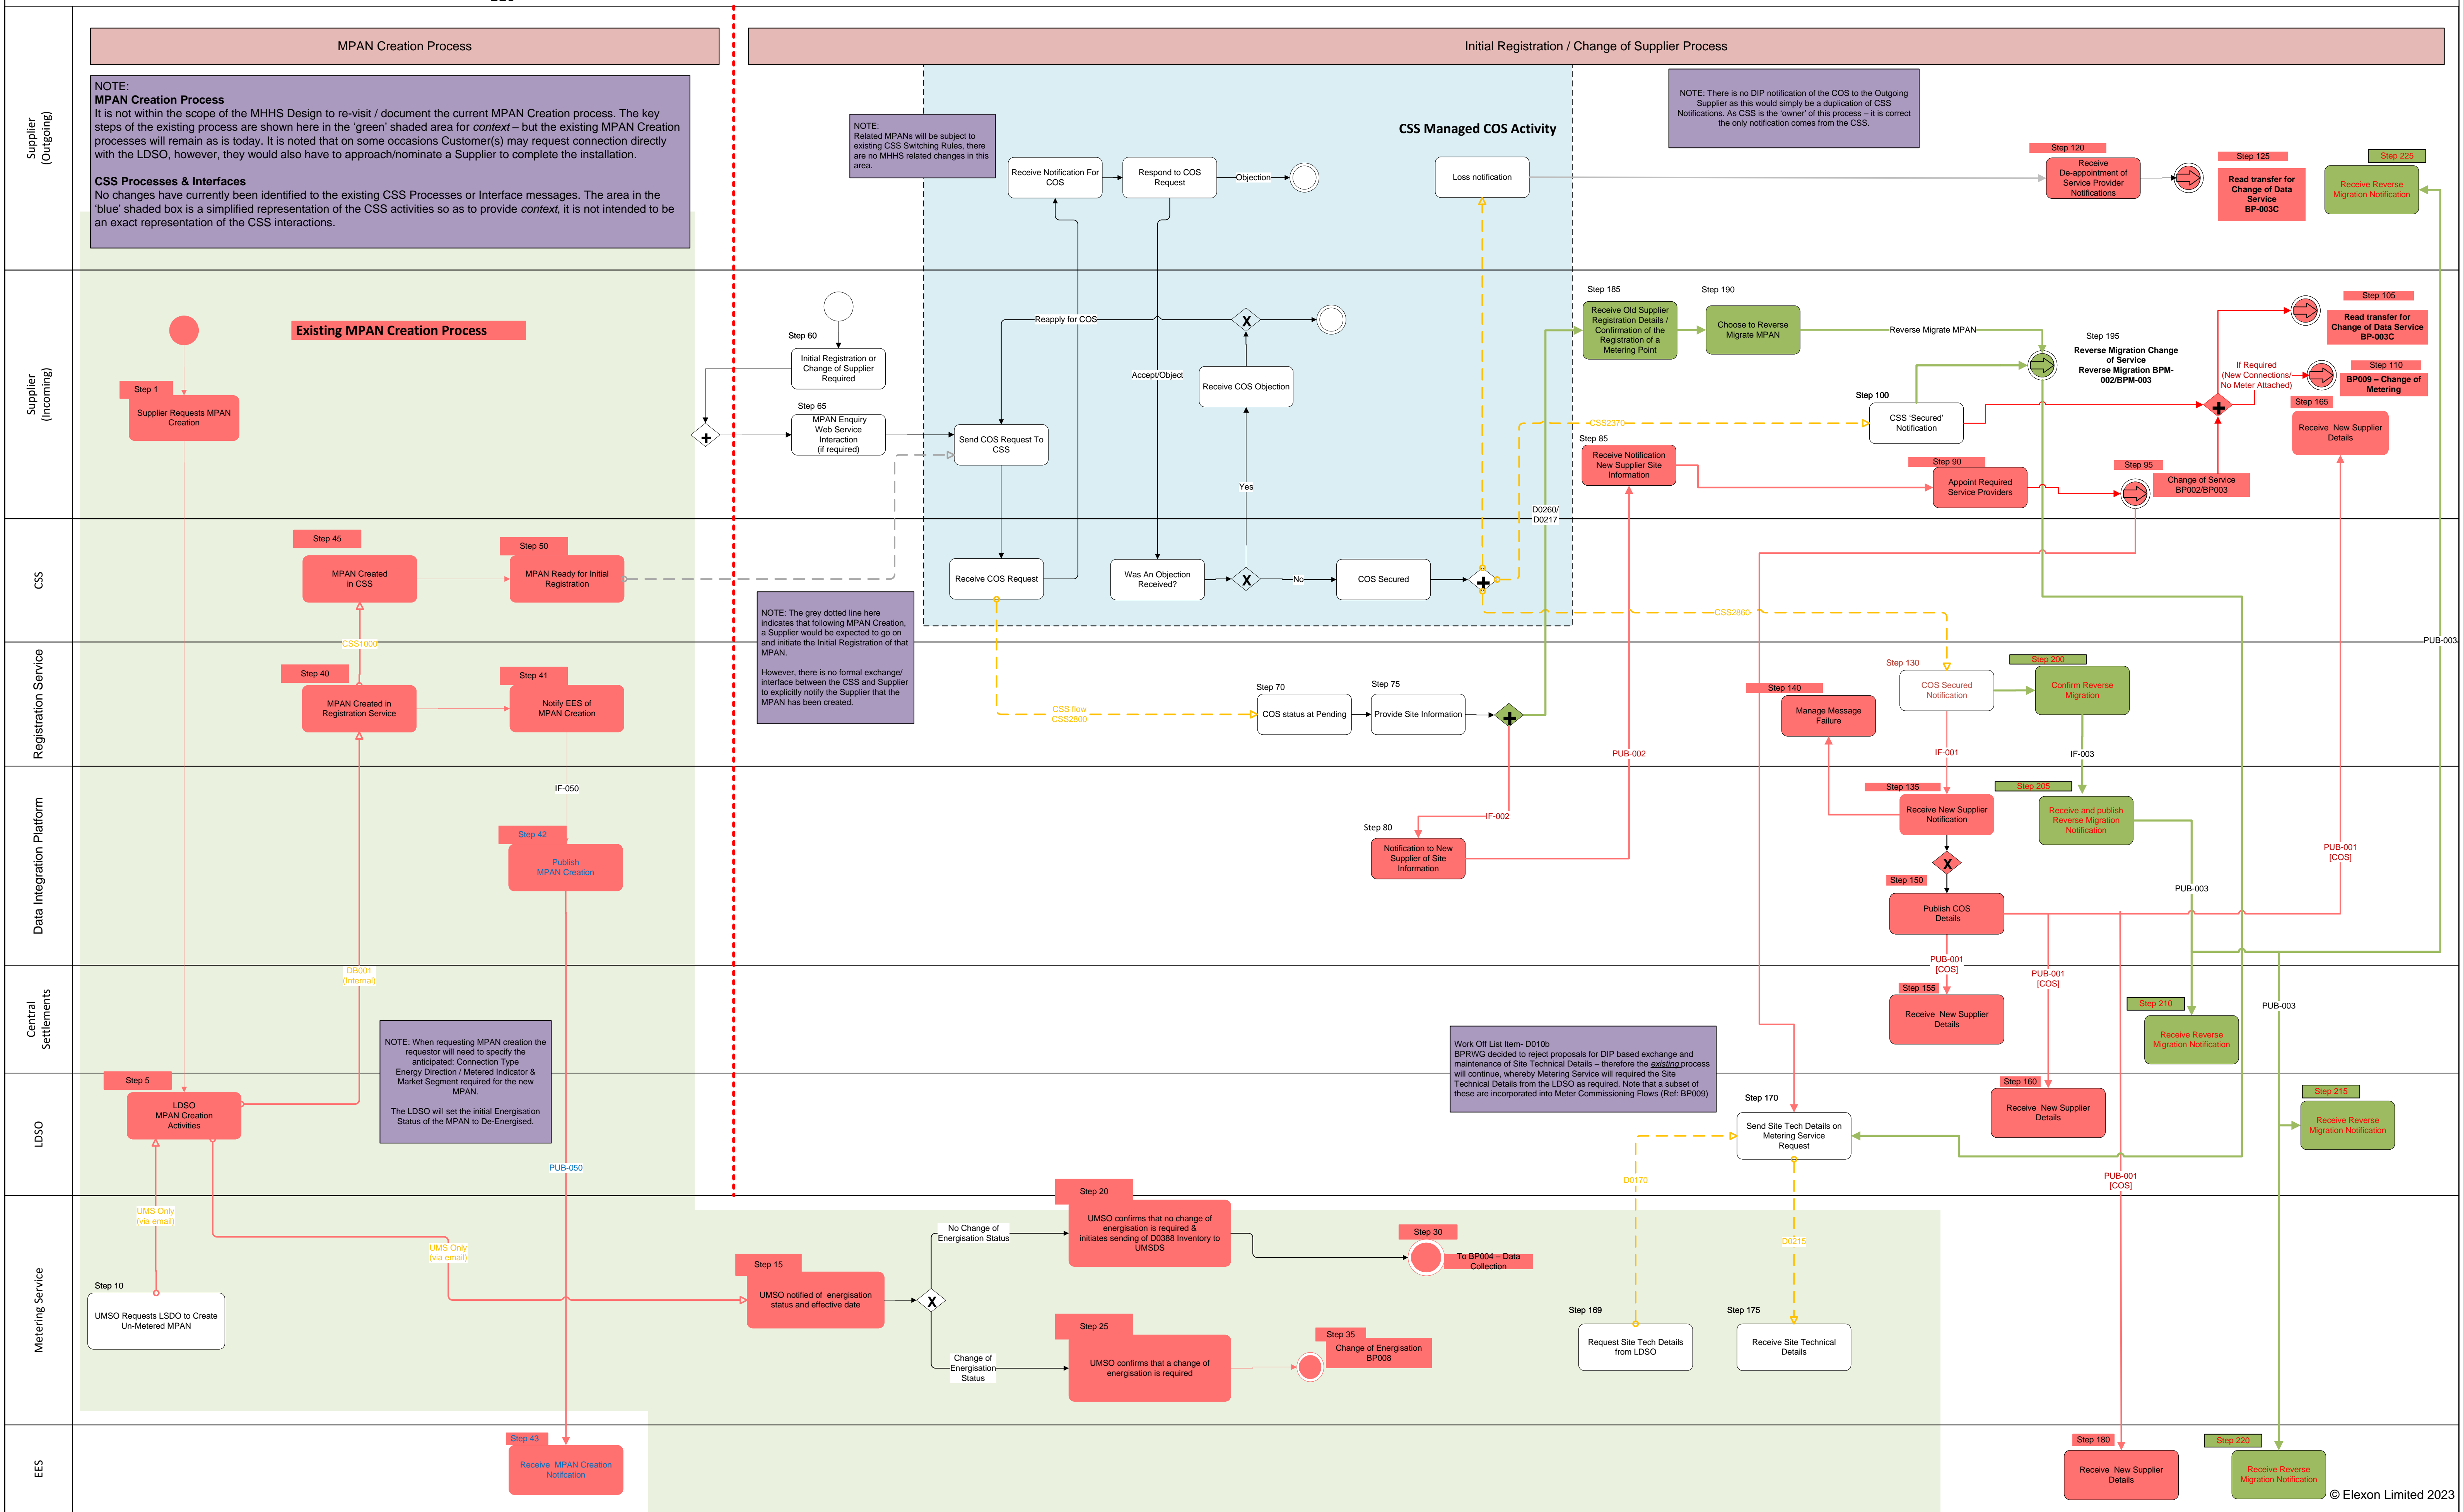 MPAN Creation Process
Initial Registration / Change of Supplier Process
Supplier
(Outgoing)
NOTE:
MPAN Creation Process
It is not within the scope of the MHHS Design to re-visit / document the current MPAN Creation process. The key
steps of the existing process are shown here in the ‘green’ shaded area for context – but the existing MPAN Creation
processes will remain as is today. It is noted that on some occasions Customer(s) may request connection directly
with the LDSO, however, they would also have to approach/nominate a Supplier to complete the installation.
CSS Processes & Interfaces
No changes have currently been identified to the existing CSS Processes or Interface messages. The area in the
‘blue’ shaded box is a simplified representation of the CSS activities so as to provide context, it is not intended to be
an exact representation of the CSS interactions.
NOTE:
Related MPANs will be subject to
existing CSS Switching Rules, there
are no MHHS related changes in this
area.
CSS Managed COS Activity
Receive Notification For
COS
Respond to COS
Request
Objection
Loss notification
NOTE: There is no DIP notification of the COS to the Outgoing
Supplier as this would simply be a duplication of CSS
Notifications. As CSS is the ‘owner’ of this process – it is correct
the only notification comes from the CSS.
Step 120
Receive
De-appointment of
Service Provider
Notifications
Step 125
Read transfer for
Change of Data
Service
BP-003C
Step 225
Receive Reverse
Migration Notification
Supplier
(Incoming)
Existing MPAN Creation Process
Step 1
Supplier Requests MPAN
Creation
Step 60
Initial Registration or
Change of Supplier
Required
Step 65
MPAN Enquiry
Web Service
Interaction
(if required)
Reapply for COS
X
Accept/Object
Receive COS Objection
Send COS Request To
CSS
Yes
Step 185
Receive Old Supplier
Registration Details /
Confirmation of the
Registration of a
Metering Point
Step 190
Choose to Reverse
Migrate MPAN
Reverse Migrate MPAN
Step 195
Reverse Migration Change
of Service
Reverse Migration BPM-
002/BPM-003
Step 100
CSS ‘Secured’
Notification
CSS2370
Step 85
Receive Notification
New Supplier Site
Information
Step 90
Appoint Required
Service Providers
Step 95
Change of Service
BP002/BP003
Step 105
Read transfer for
Change of Data Service
BP-003C
If Required
(New Connections/
No Meter Attached)
Step 110
BP009 – Change of
Metering
Step 165
Receive New Supplier
Details
D0260/
D0217
CSS
Step 45
MPAN Created
in CSS
Step 50
MPAN Ready for Initial
Registration
Receive COS Request
Was An Objection
Received?
X
No
COS Secured
CSS2860
CSS1000
NOTE: The grey dotted line here
indicates that following MPAN Creation,
a Supplier would be expected to go on
and initiate the Initial Registration of that
MPAN.
However, there is no formal exchange/
interface between the CSS and Supplier
to explicitly notify the Supplier that the
MPAN has been created.
PUB-003
Registration Service
Step 40
MPAN Created in
Registration Service
Step 41
Notify EES of
MPAN Creation
CSS flow
CSS2800
Step 70
COS status at Pending
Step 75
Provide Site Information
PUB-002
Step 140
Manage Message
Failure
Step 130
COS Secured
Notification
Step 200
Confirm Reverse
Migration
IF-001
IF-003
Data Integration Platform
IF-050
Step 42
Publish
MPAN Creation
IF-002
Step 80
Notification to New
Supplier of Site
Information
Step 135
Receive New Supplier
Notification
X
Step 150
Publish COS
Details
Step 205
Receive and publish
Reverse Migration
Notification
PUB-003
PUB-001
[COS]
Central
Settlements
DB001
(Internal)
NOTE: When requesting MPAN creation the
requestor will need to specify the
anticipated: Connection Type
Energy Direction / Metered Indicator &
Market Segment required for the new
MPAN.
The LDSO will set the initial Energisation
Status of the MPAN to De-Energised.
Work Off List Item- D010b
BPRWG decided to reject proposals for DIP based exchange and
maintenance of Site Technical Details – therefore the existing process
will continue, whereby Metering Service will required the Site
Technical Details from the LDSO as required. Note that a subset of
these are incorporated into Meter Commissioning Flows (Ref: BP009)
PUB-001
[COS]
Step 155
Receive New Supplier
Details
PUB-001
[COS]
Step 210
Receive Reverse
Migration Notification
PUB-003
LDSO
Step 5
LDSO
MPAN Creation
Activities
PUB-050
Step 170
Send Site Tech Details on
Metering Service
Request
Step 160
Receive New Supplier
Details
Step 215
Receive Reverse
Migration Notification
D0170
PUB-001
[COS]
Metering Service
UMS Only
(via email)
UMS Only
(via email)
Step 10
UMSO Requests LSDO to Create
Un-Metered MPAN
Step 15
UMSO notified of energisation
status and effective date
X
No Change of
Energisation Status
Step 20
UMSO confirms that no change of
energisation is required &
initiates sending of D0388 Inventory to
UMSDS
Step 30
To BP004 – Data
Collection
Change of
Energisation
Status
Step 25
UMSO confirms that a change of
energisation is required
Step 35
Change of Energisation
BP008
D0215
Step 169
Request Site Tech Details
from LDSO
Step 175
Receive Site Technical
Details
EES
Step 43
Receive MPAN Creation
Notifcation
Step 180
Receive New Supplier
Details
Step 220
Receive Reverse
Migration Notification
© Elexon Limited 2023